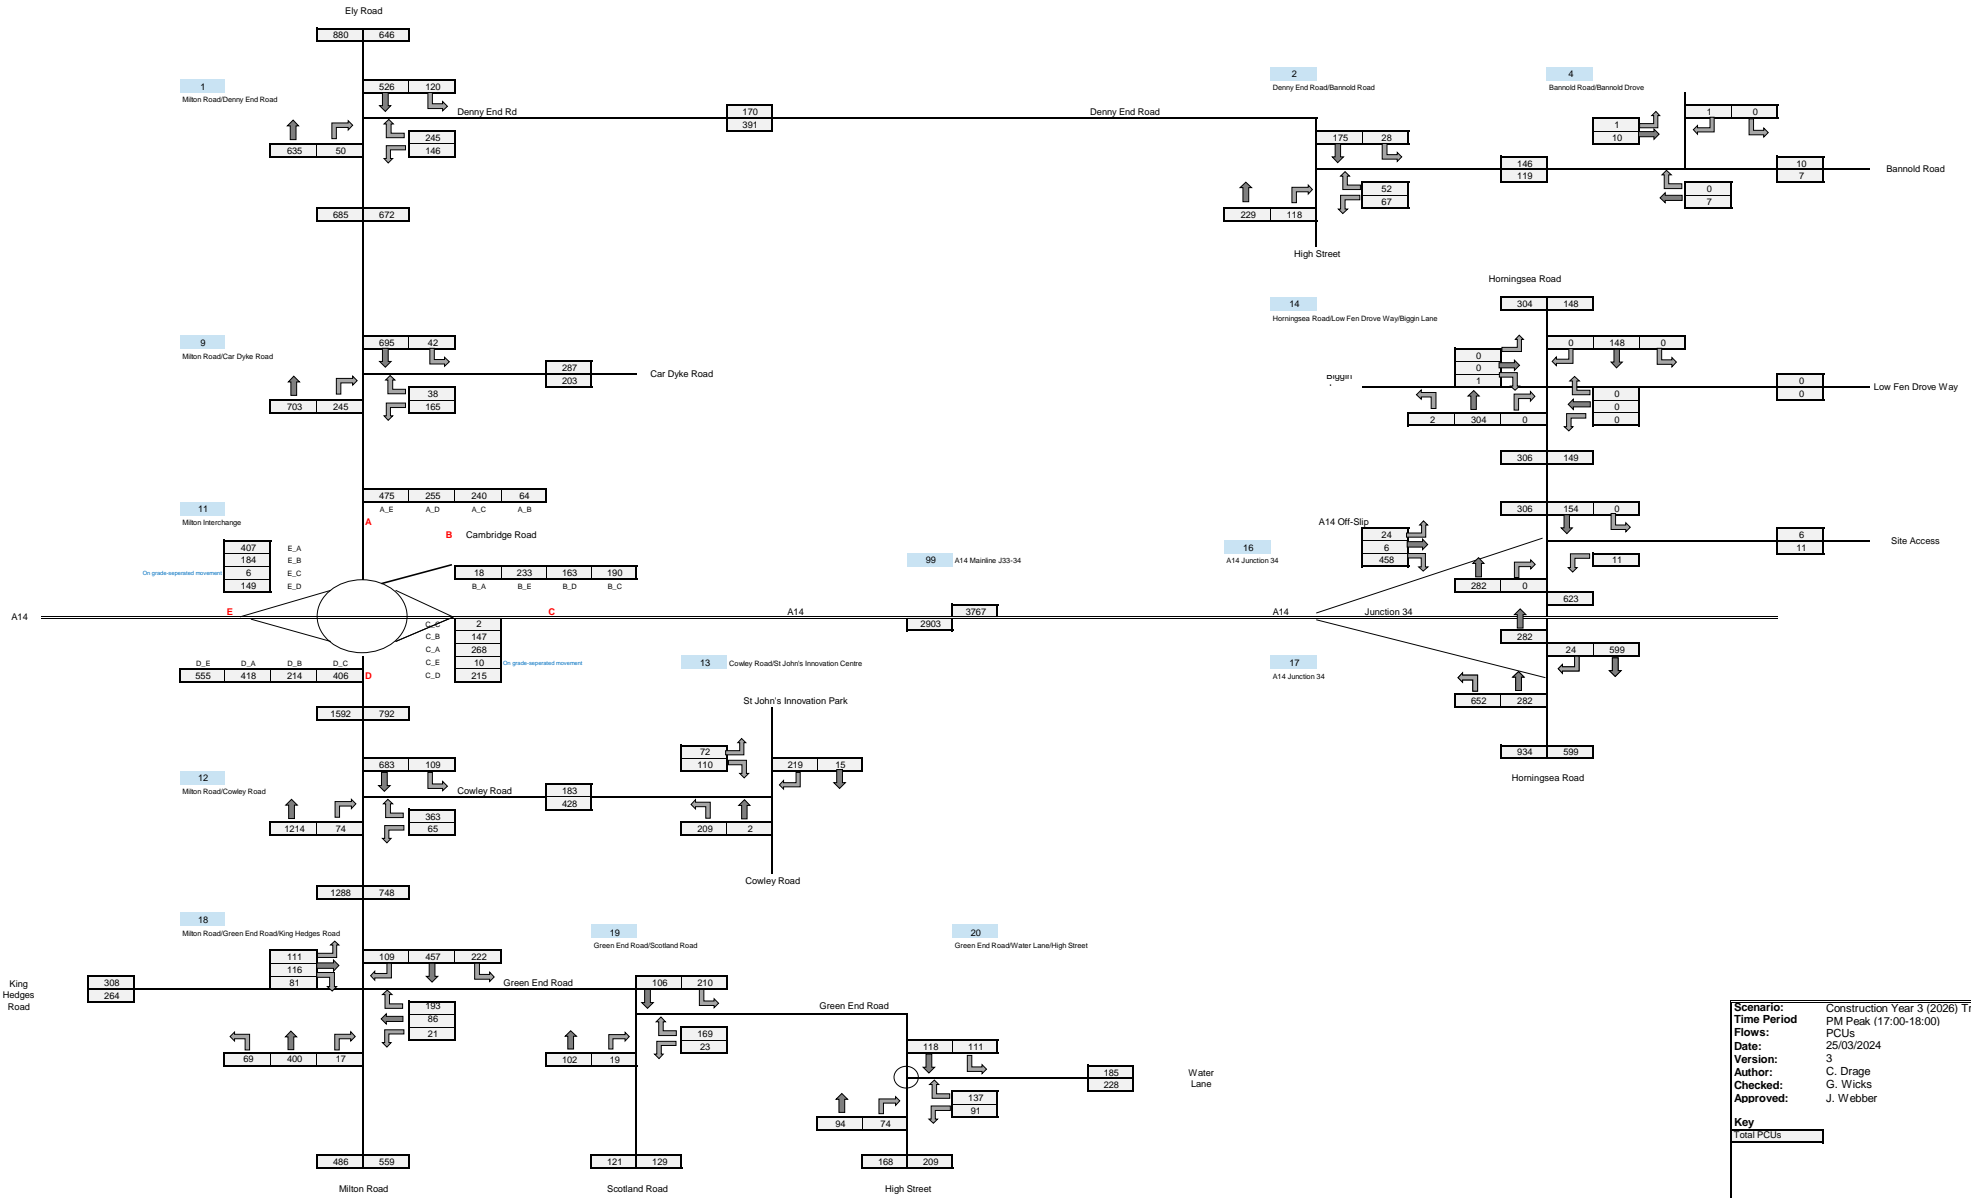 Ely Road
880 646
1
Milton Road/Denny End Road
526 120
Denny End Rd
170
391
Denny End Road
635 50
245
146
685 672
2
Denny End Road/Bannold Road
175 28
229 118
52
67
High Street
146
119
4
Bannold Road/Bannold Drove
1
10
1 0
0
7
10
7
Bannold Road
9
Milton Road/Car Dyke Road
695 42
703 245
38
165
287
203
Car Dyke Road
Horningsea Road
304 148
14
Horningsea Road/Low Fen Drove Way/Biggin Lane
0
0
1
0 148 0
Biggin
2 304 0
0
0
0
0
0
Low Fen Drove Way
306 149
475 255 240 64
A_E A_D A_C A_B
11
Milton Interchange
A
B Cambridge Road
407 E_A
184 E_B
On grade-seperated movement 6 E_C
149 E_D
18 233 163 190
B_A B_E B_D B_C
99 A14 Mainline J33-34
16
A14 Junction 34
A14 Off-Slip
24
6
458
306 154 0
282 0
11
6
11
Site Access
623
A14
E
C
A14
3767
2903
A14
Junction 34
C_C 2
C_B 147
C_A 268
C_E 10 On grade-seperated movement
C_D 215
D_E D_A D_B D_C
555 418 214 406
D
282
24 599
17
A14 Junction 34
652 282
934 599
Horningsea Road
1592 792
13 Cowley Road/St John's Innovation Centre
St John's Innovation Park
72
110
219 15
209 2
Cowley Road
12
Milton Road/Cowley Road
683 109
Cowley Road
183
428
1214 74
363
65
1288 748
18
Milton Road/Green End Road/King Hedges Road
111
116
81
109 457 222
King
Hedges
Road
308
264
Green End Road
193
86
21
69 400 17
486 559
Milton Road
19
Green End Road/Scotland Road
106 210
102 19
169
23
121 129
Scotland Road
20
Green End Road/Water Lane/High Street
Green End Road
118 111
185
228
Water
Lane
94 74
137
91
168 209
High Street
Scenario: Construction Year 3 (2026) Tr
Time Period PM Peak (17:00-18:00)
Flows: PCUs
Date: 25/03/2024
Version: 3
Author: C. Drage
Checked: G. Wicks
Approved: J. Webber
Key
Total PCUs